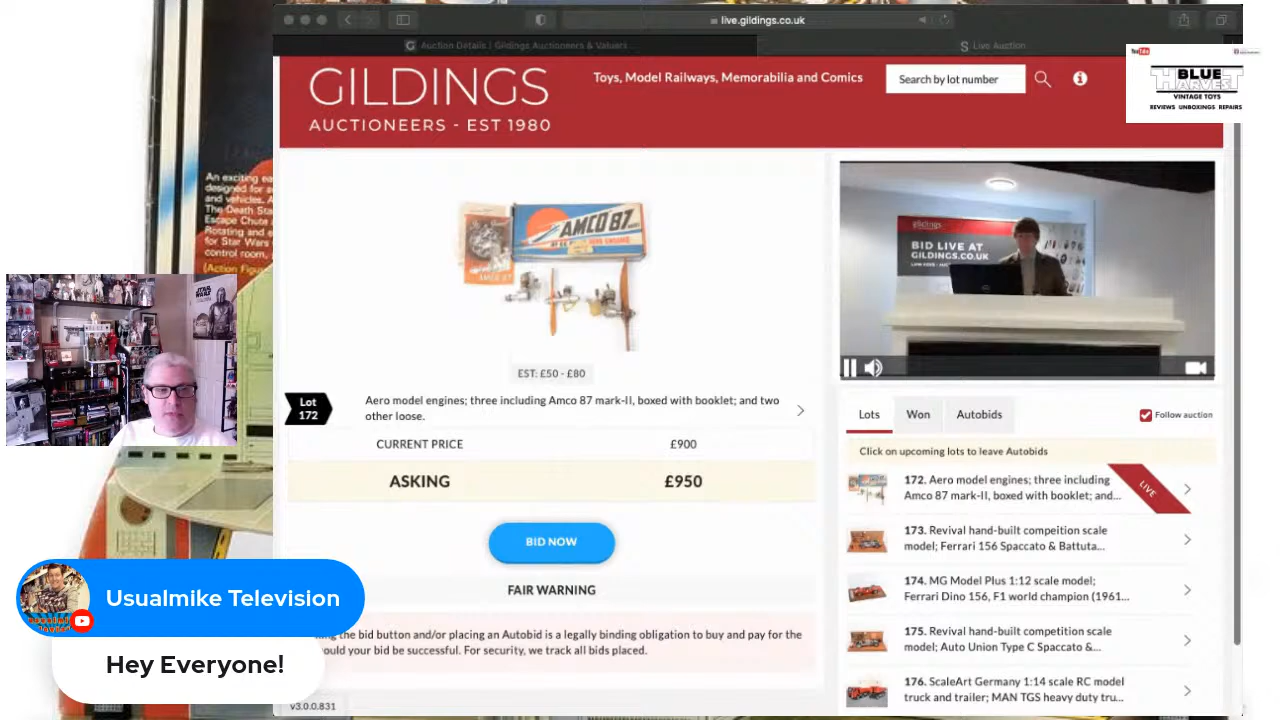 live.gildings.co.uk
Auction Details | Gildings Auctioneers & Valuers...
Live Auction
GILDINGS
AUCTIONEERS - EST 1980
Toys, Model Railways, Memorabilia and Comics
Search by lot number
YouTube
BLUE
HARVEST
VINTAGE TOYS
REVIEWS UNBOXINGS REPAIRS
An exciting
designed for
and vehicles.
The Death Sta
Escape Chute
Rotating and e
for Star Wars
control room,
(Action Figu
STAR
WARS
AMCO 87
AMCO 87
EST: £50 - £80
gildings
BID LIVE AT
GILDINGS.CO.UK
Lot
172
Aero model engines; three including Amco 87 mark-II, boxed with booklet; and two
other loose.
CURRENT PRICE £900
ASKING £950
BID NOW
FAIR WARNING
ng the bid button and/or placing an Autobid is a legally binding obligation to buy and pay for the
ould your bid be successful. For security, we track all bids placed.
v3.0.0.831
Lots Won Autobids
Follow auction
Click on upcoming lots to leave Autobids
172. Aero model engines; three including
Amco 87 mark-II, boxed with booklet; and...
LIVE
173. Revival hand-built compeition scale
model; Ferrari 156 Spaccato & Battuta...
174. MG Model Plus 1:12 scale model;
Ferrari Dino 156, F1 world champion (1961...
175. Revival hand-built competition scale
model; Auto Union Type C Spaccato &...
176. ScaleArt Germany 1:14 scale RC model
truck and trailer; MAN TGS heavy duty tru...
Usualmike Television
Hey Everyone!